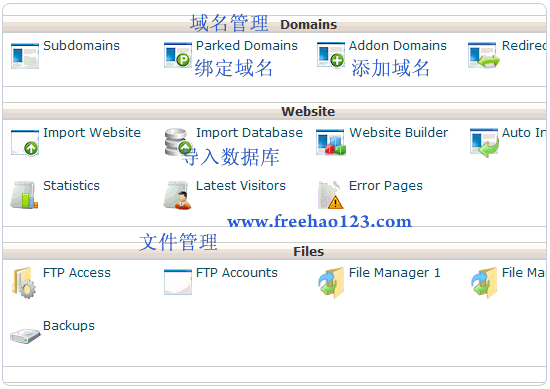 域名管理 Domains
Subdomains Parked Domains Addon Domains Redirec
绑定域名 添加域名
Website
Import Website Import Database Website Builder Auto In
导入数据库
Statistics Latest Visitors Error Pages
www.freehao123.com
文件管理
Files
FTP Access FTP Accounts File Manager 1 File Ma
Backups